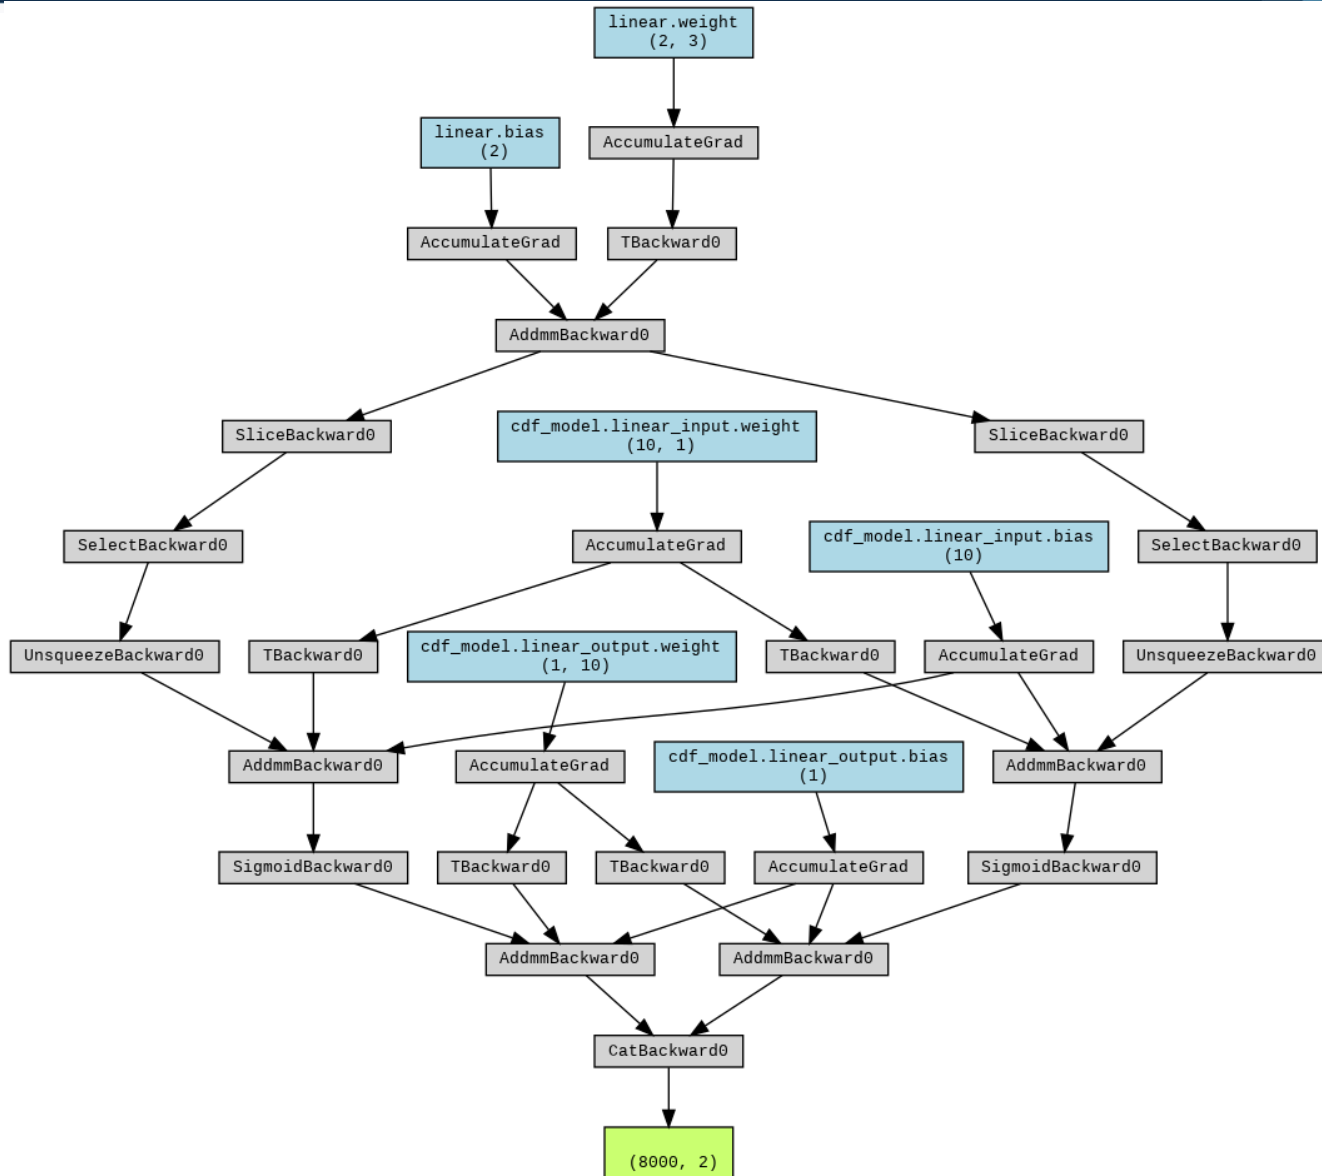 linear.weight
(2, 3)
linear.bias
(2)
AccumulateGrad
AccumulateGrad
TBackward0
AddmmBackward0
SliceBackward0
cdf_model.linear_input.weight
(10, 1)
SliceBackward0
SelectBackward0
AccumulateGrad
cdf_model.linear_input.bias
(10)
SelectBackward0
UnsqueezeBackward0
TBackward0
cdf_model.linear_output.weight
(1, 10)
TBackward0
AccumulateGrad
UnsqueezeBackward0
AddmmBackward0
AccumulateGrad
cdf_model.linear_output.bias
(1)
AddmmBackward0
SigmoidBackward0
TBackward0
TBackward0
AccumulateGrad
SigmoidBackward0
AddmmBackward0
AddmmBackward0
CatBackward0
(8000, 2)